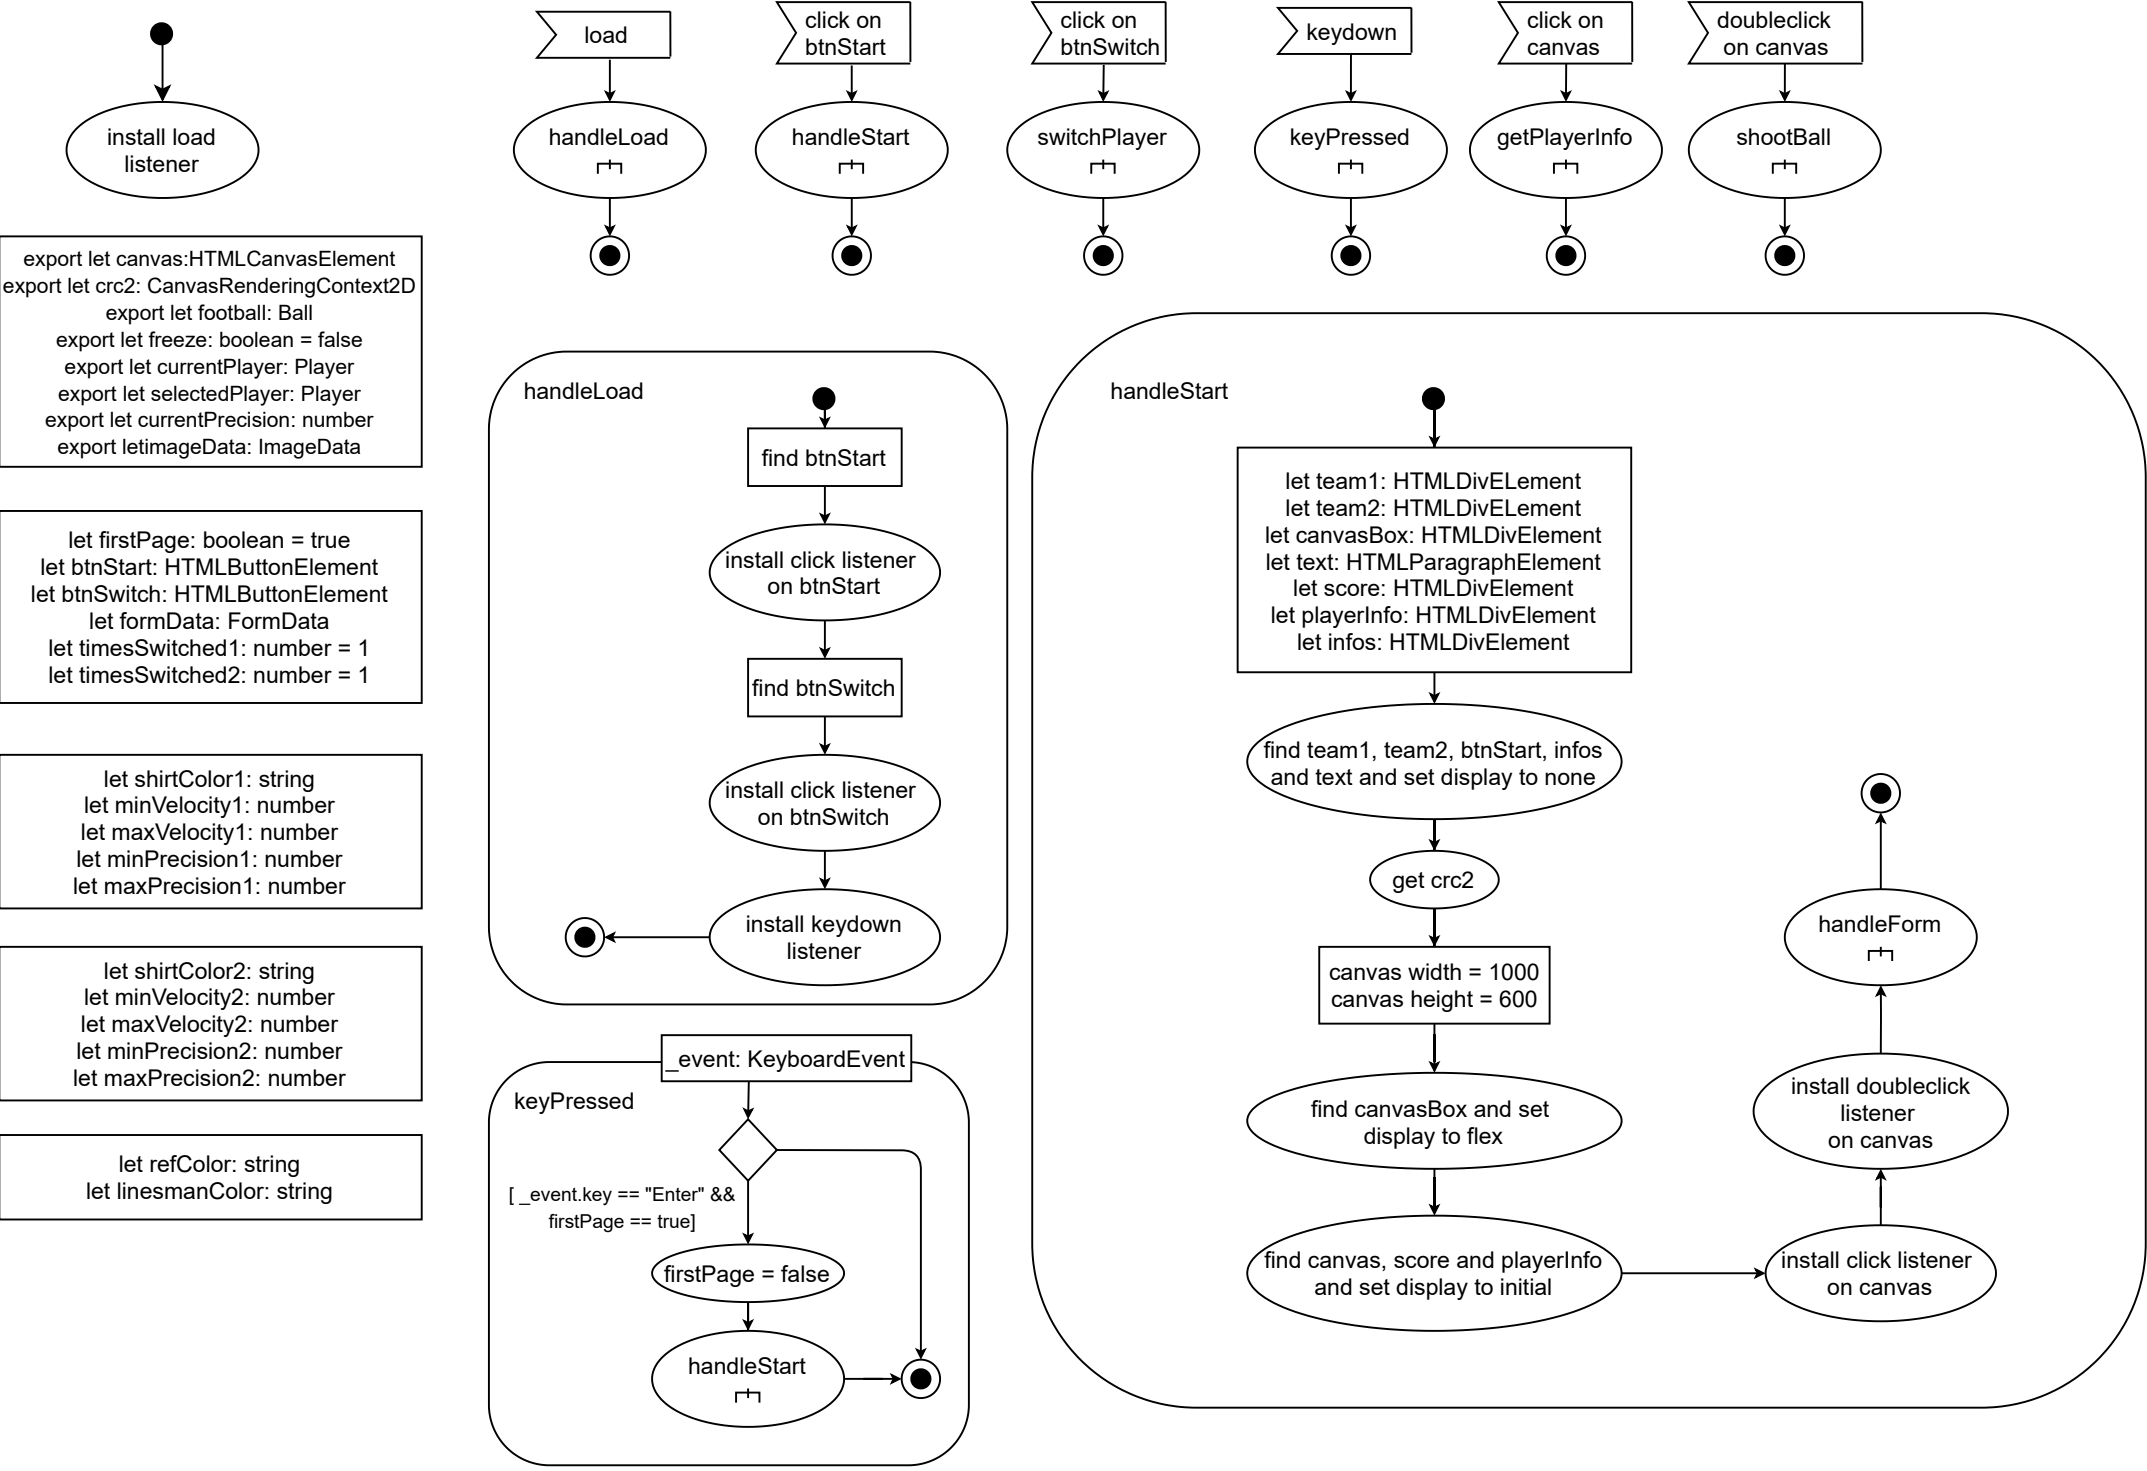 install load
listener
load
handleLoad
click on
btnStart
handleStart
click on
btnSwitch
switchPlayer
keydown
keyPressed
click on
canvas
getPlayerInfo
doubleclick
on canvas
shootBall
export let canvas:HTMLCanvasElement
export let crc2: CanvasRenderingContext2D
export let football: Ball
export let freeze: boolean = false
export let currentPlayer: Player
export let selectedPlayer: Player
export let currentPrecision: number
export letimageData: ImageData
let firstPage: boolean = true
let btnStart: HTMLButtonElement
let btnSwitch: HTMLButtonElement
let formData: FormData
let timesSwitched1: number = 1
let timesSwitched2: number = 1
let shirtColor1: string
let minVelocity1: number
let maxVelocity1: number
let minPrecision1: number
let maxPrecision1: number
let shirtColor2: string
let minVelocity2: number
let maxVelocity2: number
let minPrecision2: number
let maxPrecision2: number
let refColor: string
let linesmanColor: string
handleLoad
find btnStart
install click listener
on btnStart
find btnSwitch
install click listener
on btnSwitch
install keydown
listener
_event: KeyboardEvent
keyPressed
[ _event.key == "Enter" &&
firstPage == true]
firstPage = false
handleStart
handleStart
let team1: HTMLDivELement
let team2: HTMLDivELement
let canvasBox: HTMLDivElement
let text: HTMLParagraphElement
let score: HTMLDivElement
let playerInfo: HTMLDivElement
let infos: HTMLDivElement
find team1, team2, btnStart, infos
and text and set display to none
get crc2
canvas width = 1000
canvas height = 600
find canvasBox and set
display to flex
find canvas, score and playerInfo
and set display to initial
install click listener
on canvas
install doubleclick
listener
on canvas
handleForm